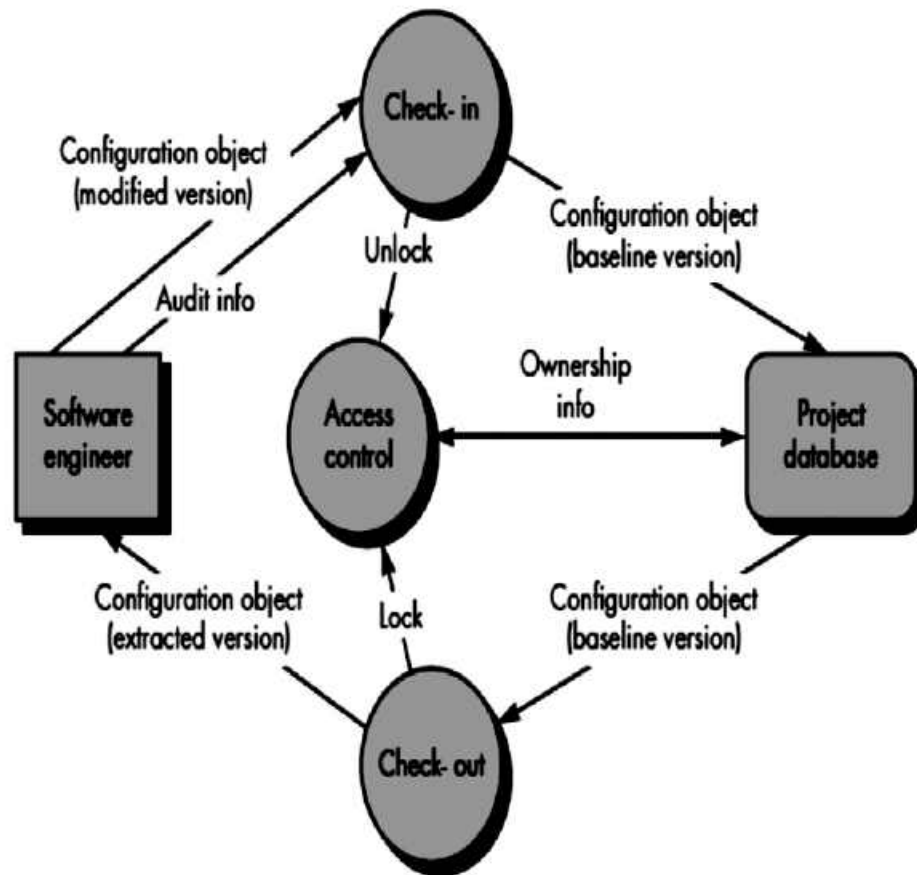 Check- in
Configuration object
(modified version)
Configuration object
(baseline version)
Unlock
Audit info
Ownership
info
Software
engineer
Access
control
Project
database
Configuration object
(extracted version)
Lock
Configuration object
(baseline version)
Check- out